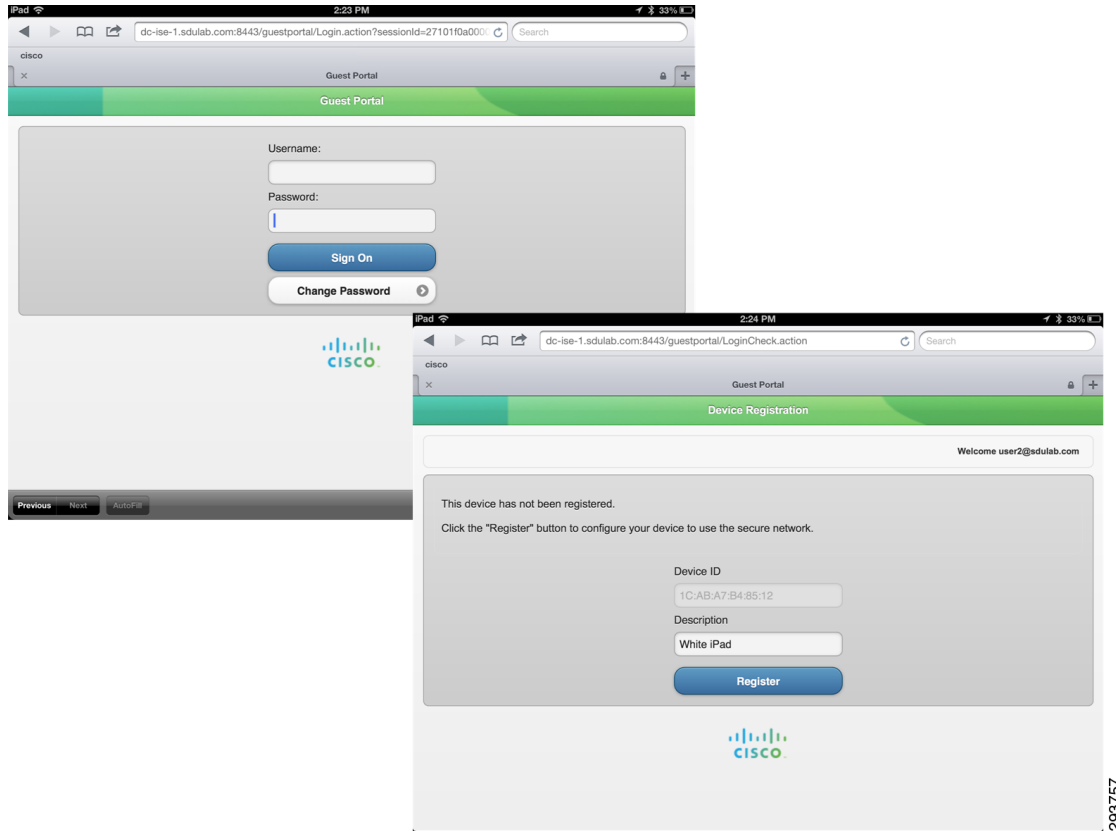 iPad 2:23 PM 33%
dc-ise-1.sdulab.com:8443/guestportal/Login.action?sessionId=27101f0a000 Search
cisco
× Guest Portal +
Guest Portal
Username:
Password:
Sign On
Change Password
CISCO.
Previous Next AutoFill
iPad 2:24 PM 33%
dc-ise-1.sdulab.com:8443/guestportal/LoginCheck.action Search
cisco
× Guest Portal +
Device Registration
Welcome user2@sdulab.com
This device has not been registered.
Click the "Register" button to configure your device to use the secure network.
Device ID
1C:AB:A7:B4:85:12
Description
White iPad
Register
CISCO.
293757